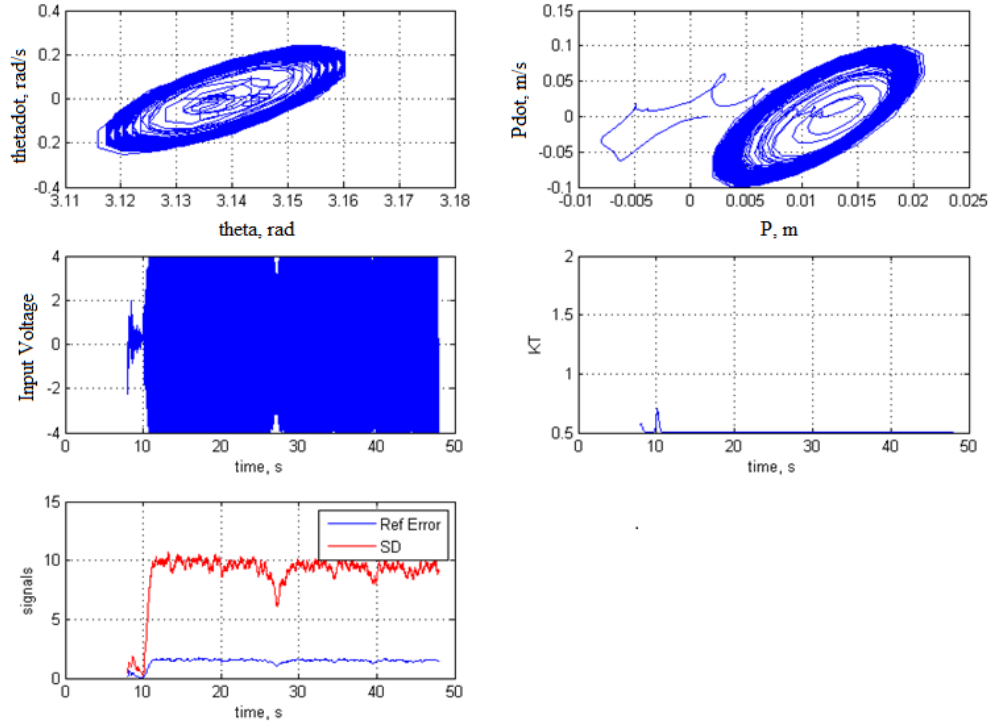 0.4
0.2
0
0.2
-0.4
thetadot, rad/s
3.11 3.12 3.13 3.14 3.15 3.16 3.17 3.18
theta, rad
0.15
0.1
0.05
0
-0.05
-0.1
Pdot, m/s
-0.01 -0.005 0 0.005 0.01 0.015 0.02 0.025
P, m
4
2
0
-2
-4
Input Voltage
0 10 20 30 40 50
time, s
2
1.5
1
0.5
KT
0 10 20 30 40 50
time, s
15
10
5
0
signals
Ref Error
SD
0 10 20 30 40 50
time, s